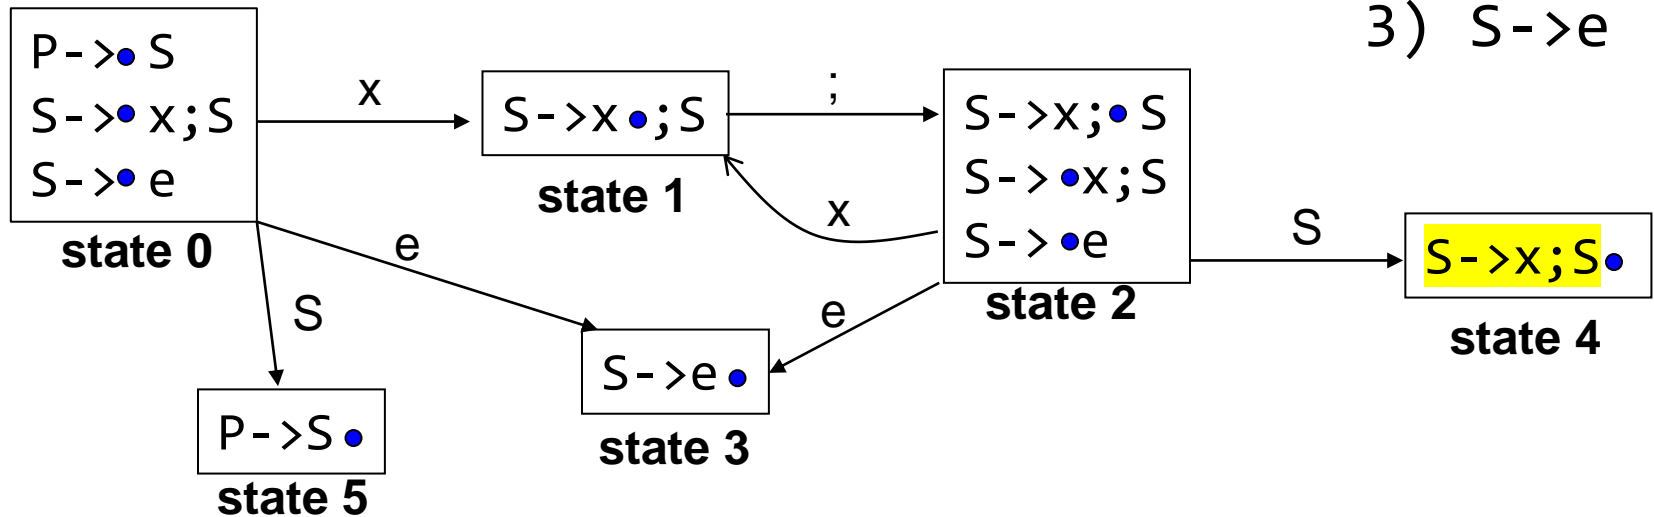 3) S->e
P->• S
S->• x;S
S->• e
state 0
x
S->x•;S
state 1
;
S->x;• S
S-> •x;S
S-> •e
state 2
x
S
S->x;S•
state 4
e
S
e
S->e•
state 3
P->S•
state 5